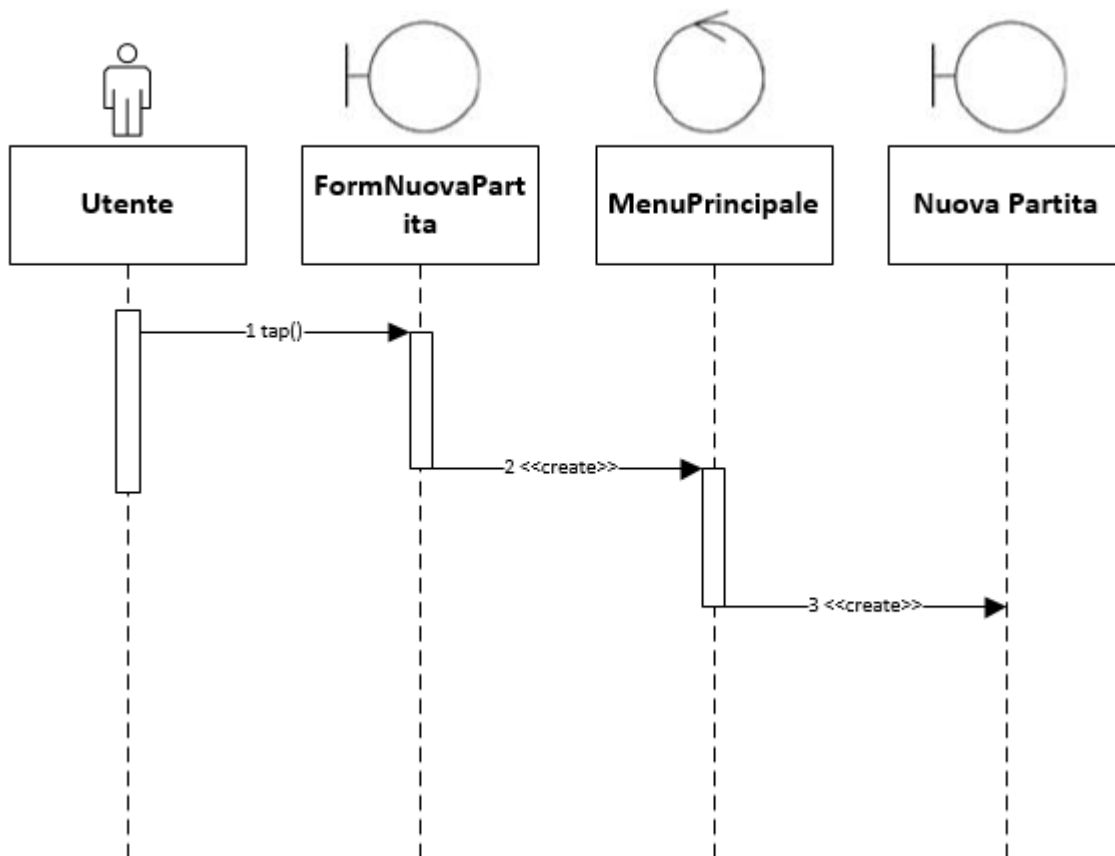 Utente
FormNuovaPart
ita
MenuPrincipale
Nuova Partita
1 tap()
2 <<create>>
3 <<create>>